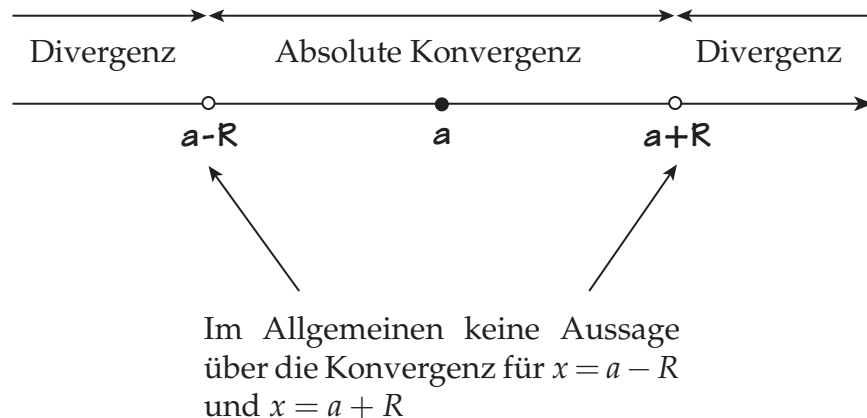 Divergenz Absolute Konvergenz Divergenz
a-R a a+R
Im Allgemeinen keine Aussage
über die Konvergenz für x = a − R
und x = a + R